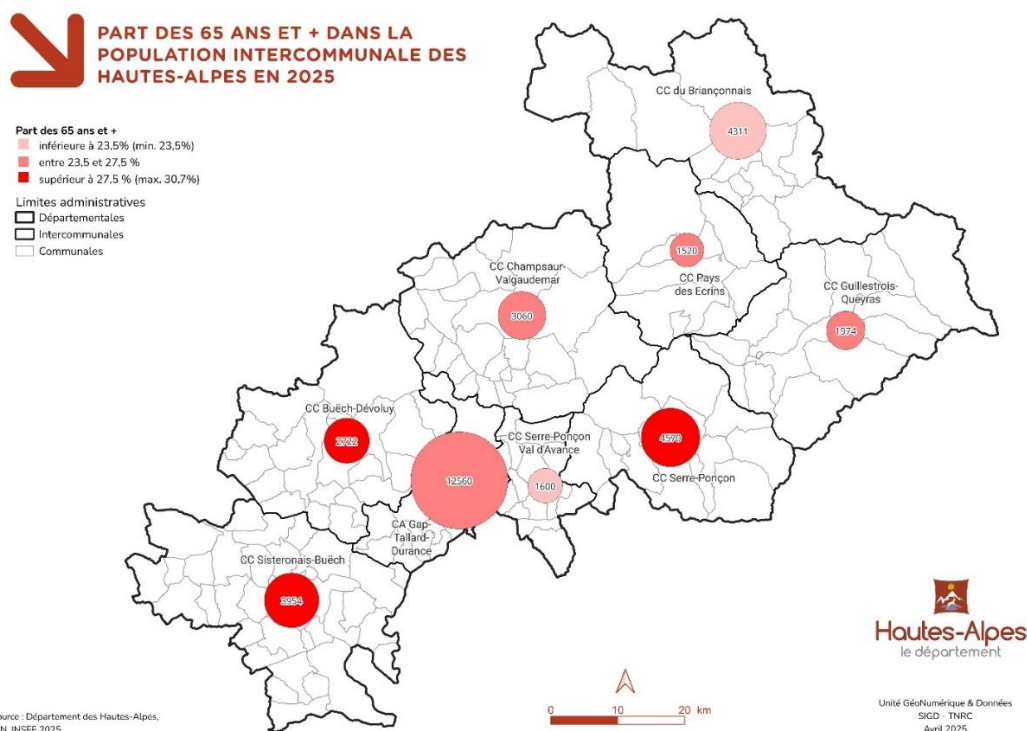 PART DES 65 ANS ET + DANS LA
POPULATION INTERCOMMUNALE DES
HAUTES-ALPES EN 2025
Part des 65 ans et +
inférieure à 23,5% (min. 23,5%)
entre 23,5 et 27,5 %
supérieur à 27,5 % (max. 30,7%)
Limites administratives
Départementales
Intercommunales
Communales
CC du Briançonnais
4311
1520
CC Pays
des Ecrins
CC Champsaur-
Valgaudemar
3060
CC Guillestrois-
Queyras
1974
CC Buëch-Dévoluy
2722
CC Serre-Ponçon
Val d'Avance
1600
4570
CC Serre-Ponçon
12560
CA Gap-
Tallard-
Durance
CC Sisteronais-Buëch
3954
Hautes-Alpes
le département
0 10 20 km
Unité GéoNumérique & Données
SIGD - TNRC
Avril 2025
ource : Département des Hautes-Alpes,
N, INSEE 2025